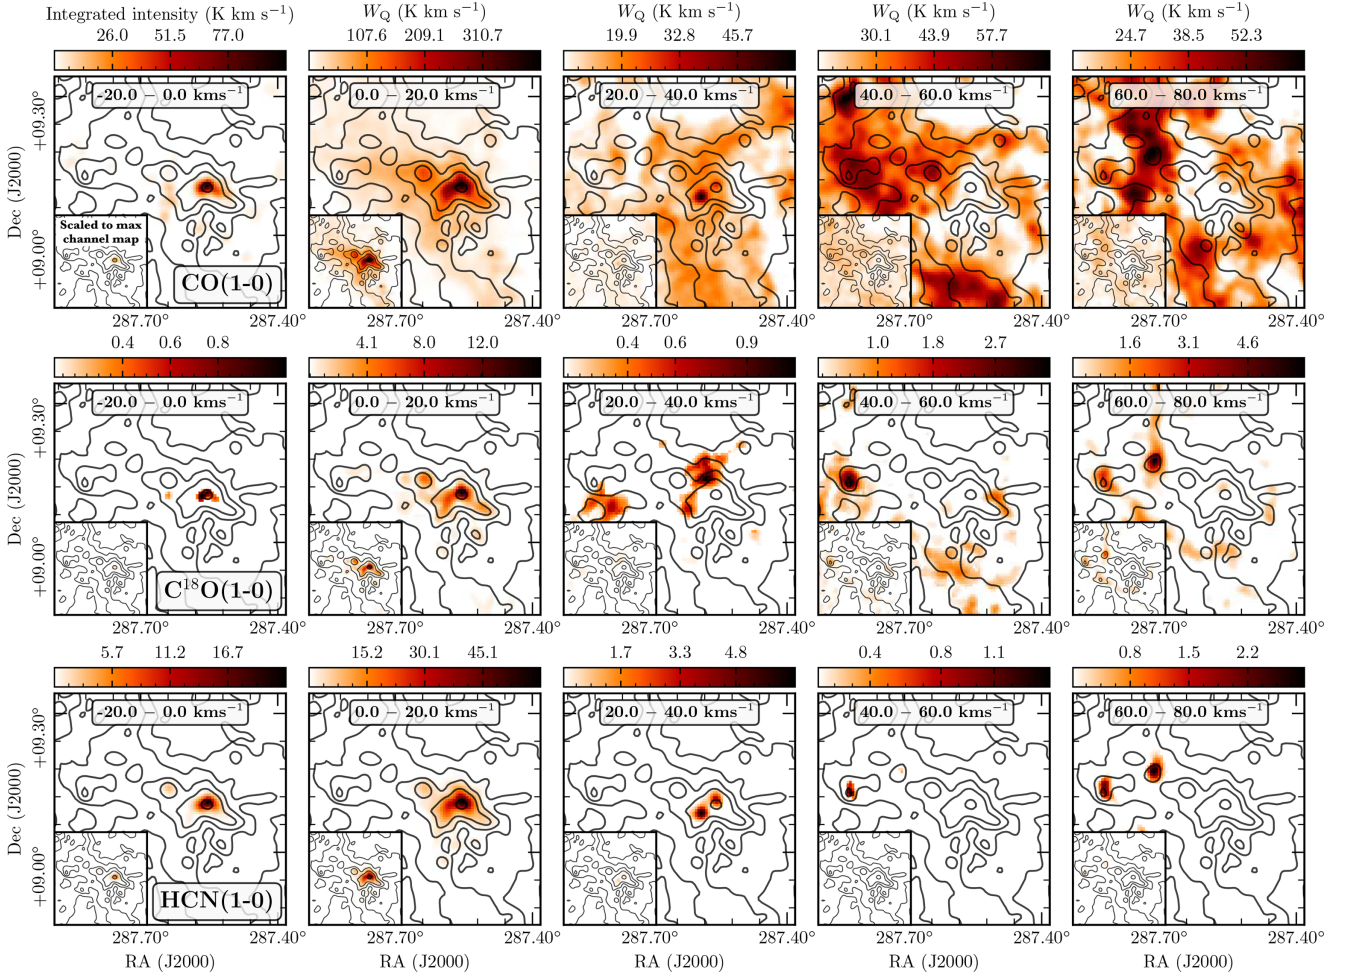 Integrated intensity (K km s⁻¹) W_Q (K km s⁻¹) W_Q (K km s⁻¹) W_Q (K km s⁻¹) W_Q (K km s⁻¹)
26.0 51.5 77.0 107.6 209.1 310.7 19.9 32.8 45.7 30.1 43.9 57.7 24.7 38.5 52.3
-20.0 0.0 kms⁻¹ 0.0 20.0 kms⁻¹ 20.0 − 40.0 kms⁻¹ 40.0 − 60.0 kms⁻¹ 60.0 − 80.0 kms⁻¹
+09.30°
Dec (J2000)
+09.00°
Scaled to max
channel map
CO(1-0)
287.70° 287.40° 287.70° 287.40° 287.70° 287.40° 287.70° 287.40° 287.70° 287.40°
0.4 0.6 0.8 4.1 8.0 12.0 0.4 0.6 0.9 1.0 1.8 2.7 1.6 3.1 4.6
-20.0 0.0 kms⁻¹ 0.0 20.0 kms⁻¹ 20.0 − 40.0 kms⁻¹ 40.0 − 60.0 kms⁻¹ 60.0 − 80.0 kms⁻¹
+09.30°
Dec (J2000)
+09.00°
C¹⁸O(1-0)
287.70° 287.40° 287.70° 287.40° 287.70° 287.40° 287.70° 287.40° 287.70° 287.40°
5.7 11.2 16.7 15.2 30.1 45.1 1.7 3.3 4.8 0.4 0.8 1.1 0.8 1.5 2.2
-20.0 0.0 kms⁻¹ 0.0 20.0 kms⁻¹ 20.0 − 40.0 kms⁻¹ 40.0 − 60.0 kms⁻¹ 60.0 − 80.0 kms⁻¹
+09.30°
Dec (J2000)
+09.00°
HCN(1-0)
287.70° 287.40° 287.70° 287.40° 287.70° 287.40° 287.70° 287.40° 287.70° 287.40°
RA (J2000) RA (J2000) RA (J2000) RA (J2000) RA (J2000)